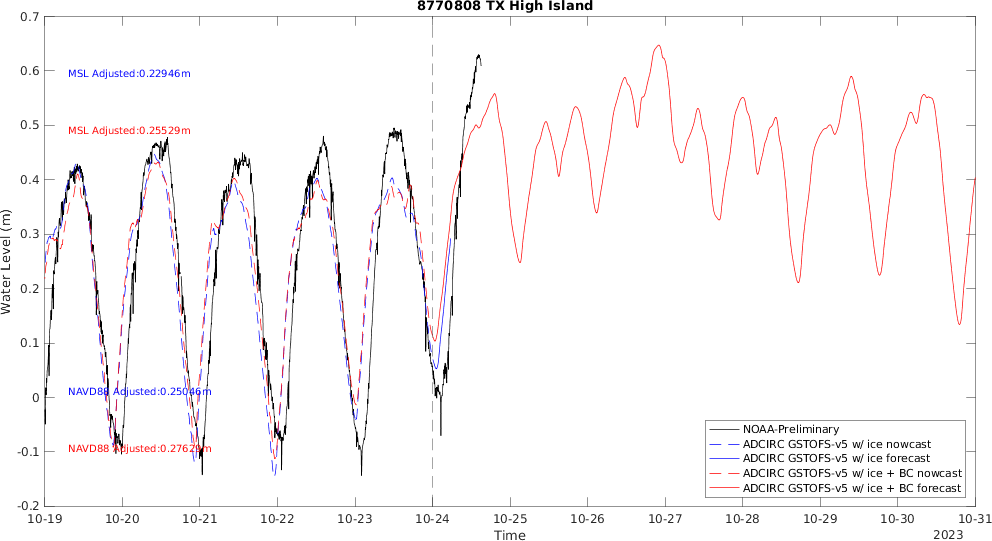 8770808 TX High Island
0.7
0.6
0.5
0.4
0.3
0.2
0.1
0
-0.1
-0.2
Water Level (m)
MSL Adjusted:0.22946m
MSL Adjusted:0.25529m
NAVD88 Adjusted:0.25046m
NAVD88 Adjusted:0.27629m
NOAA-Preliminary
ADCIRC GSTOFS-v5 w/ ice nowcast
ADCIRC GSTOFS-v5 w/ ice forecast
ADCIRC GSTOFS-v5 w/ ice + BC nowcast
ADCIRC GSTOFS-v5 w/ ice + BC forecast
10-19 10-20 10-21 10-22 10-23 10-24 10-25 10-26 10-27 10-28 10-29 10-30 10-31
Time
2023